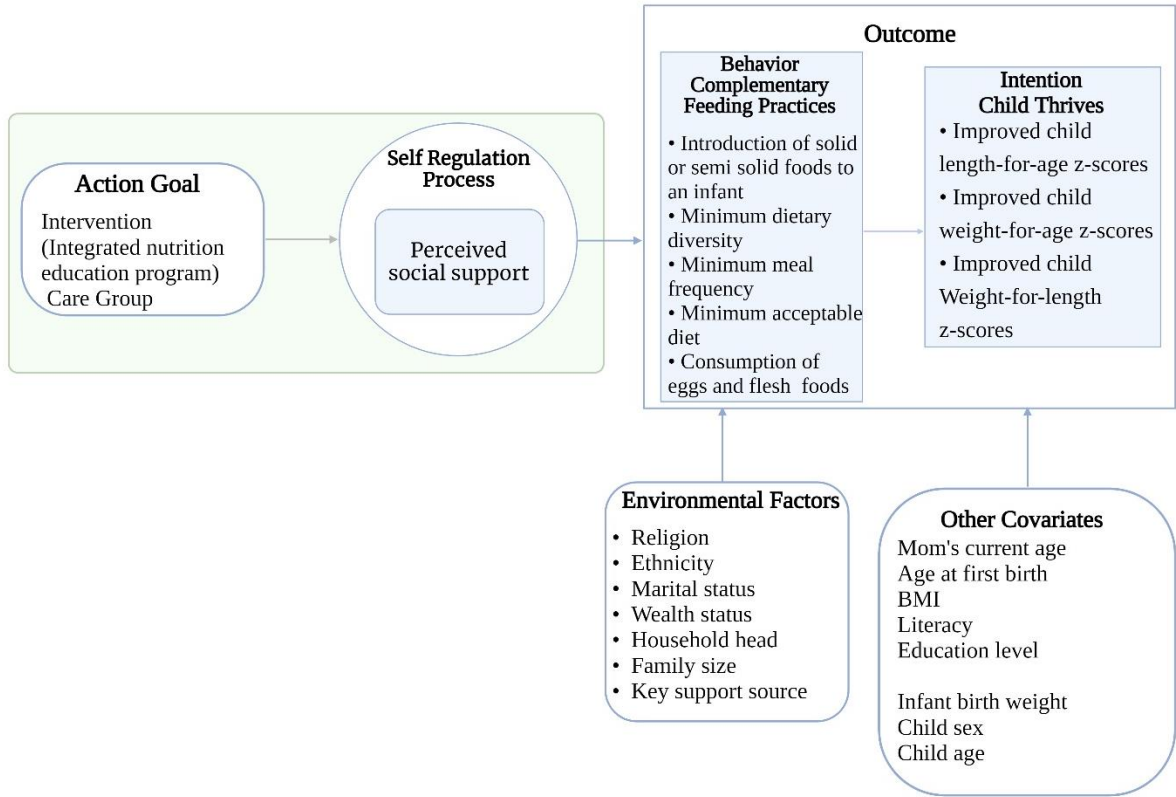 Action Goal
Intervention
(Integrated nutrition
education program)
Care Group
Self Regulation
Process
Perceived
social support
Outcome
Behavior
Complementary
Feeding Practices
• Introduction of solid
or semi solid foods to
an infant
• Minimum dietary
diversity
• Minimum meal
frequency
• Minimum acceptable
diet
• Consumption of
eggs and flesh foods
Intention
Child Thrives
• Improved child
length-for-age z-scores
• Improved child
weight-for-age z-scores
• Improved child
Weight-for-length
z-scores
Environmental Factors
• Religion
• Ethnicity
• Marital status
• Wealth status
• Household head
• Family size
• Key support source
Other Covariates
Mom's current age
Age at first birth
BMI
Literacy
Education level
Infant birth weight
Child sex
Child age